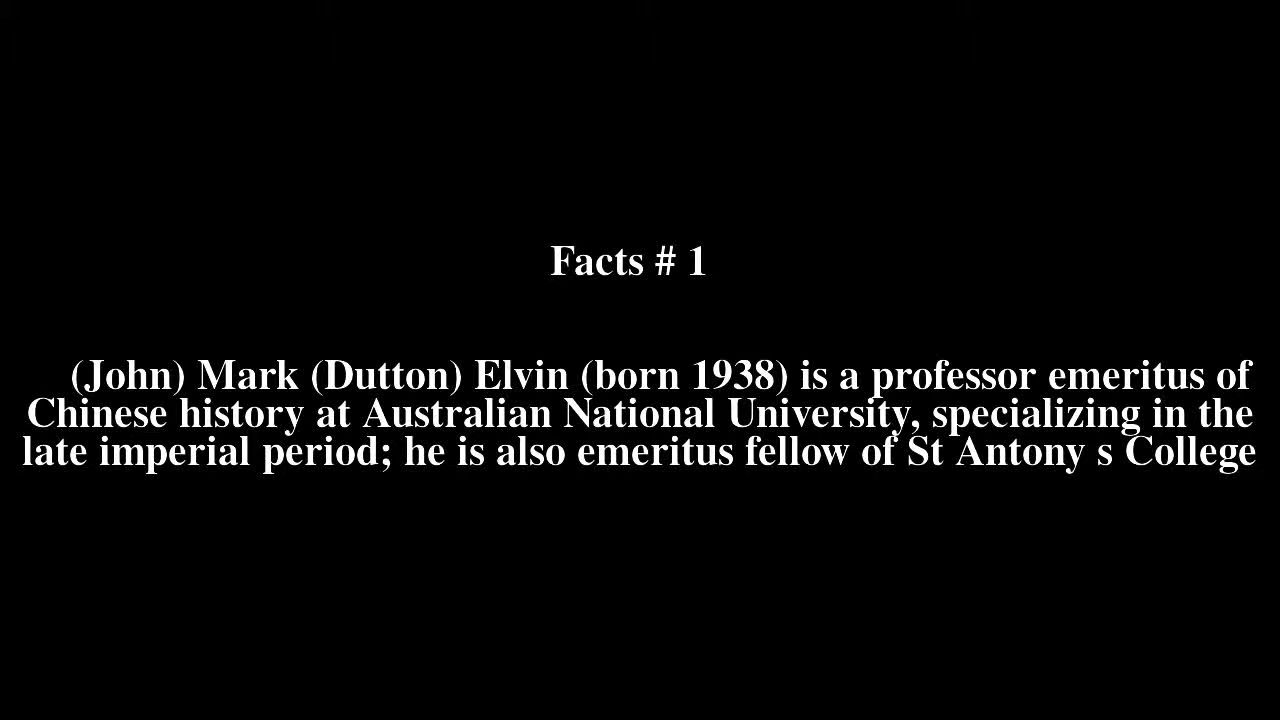 Facts # 1
(John) Mark (Dutton) Elvin (born 1938) is a professor emeritus of
Chinese history at Australian National University, specializing in the
late imperial period; he is also emeritus fellow of St Antony s College